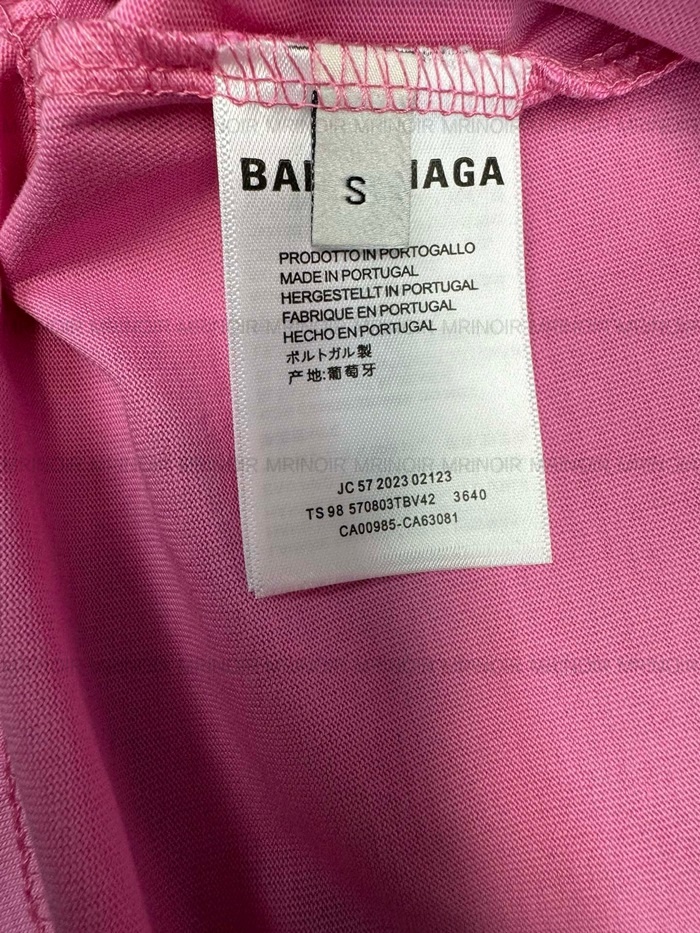 BAL
S
IAGA
PRODOTTO IN PORTOGALLO
MADE IN PORTUGAL
HERGESTELLT IN PORTUGAL
FABRIQUE EN PORTUGAL
HECHO EN PORTUGAL
ポルトガル製
产地:葡萄牙
JC 57 2023 02123
TS 98 570803TBV42 3640
CA00985-CA63081
MRINOIR MRINOIR MRINOIR